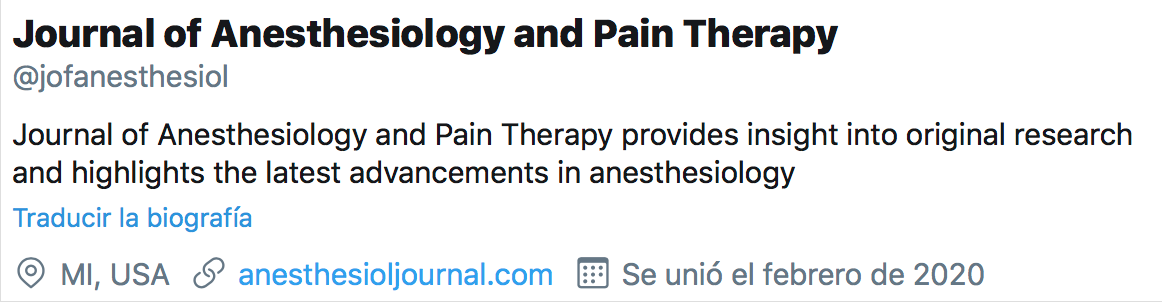 Journal of Anesthesiology and Pain Therapy
@jofanesthesiol
Journal of Anesthesiology and Pain Therapy provides insight into original research
and highlights the latest advancements in anesthesiology
Traducir la biografía
MI, USA anesthesioljournal.com Se unió el febrero de 2020